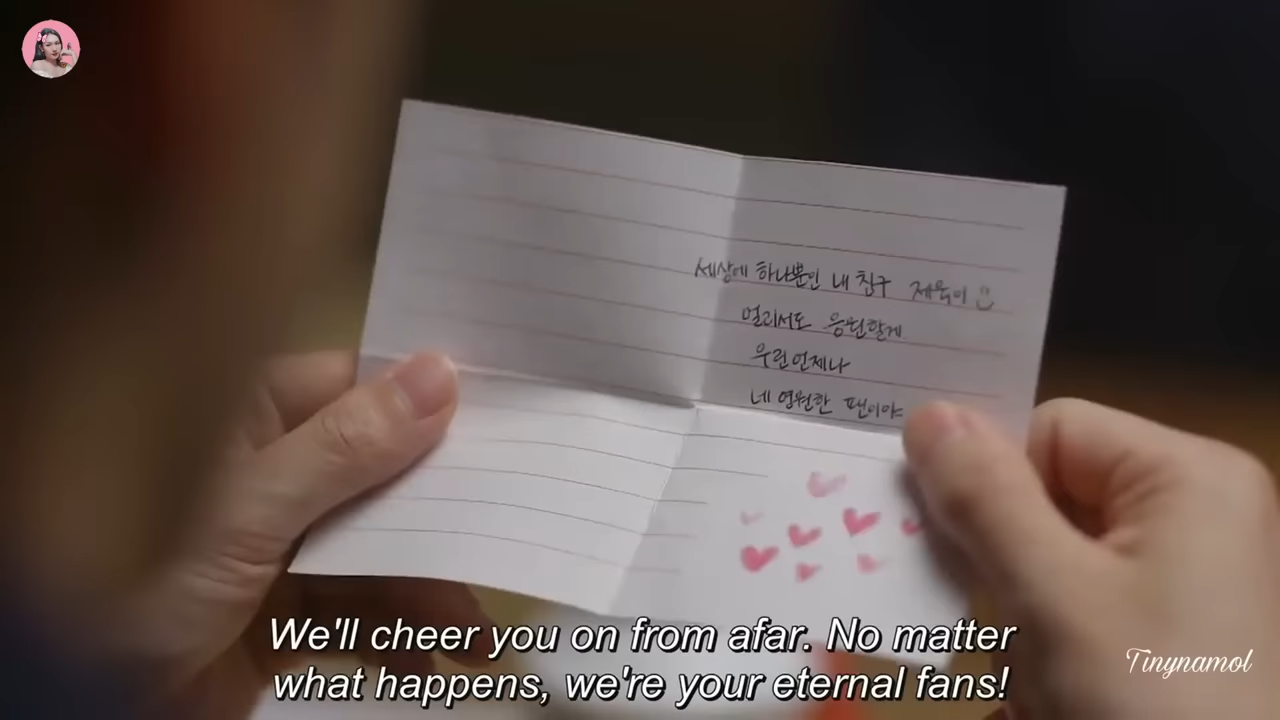 세상에 하나뿐인 내 친구 제육이
멀리서도 응원할게
우린 언제나
네 영원한 팬이야
We'll cheer you on from afar. No matter
what happens, we're your eternal fans!
Tinynamol